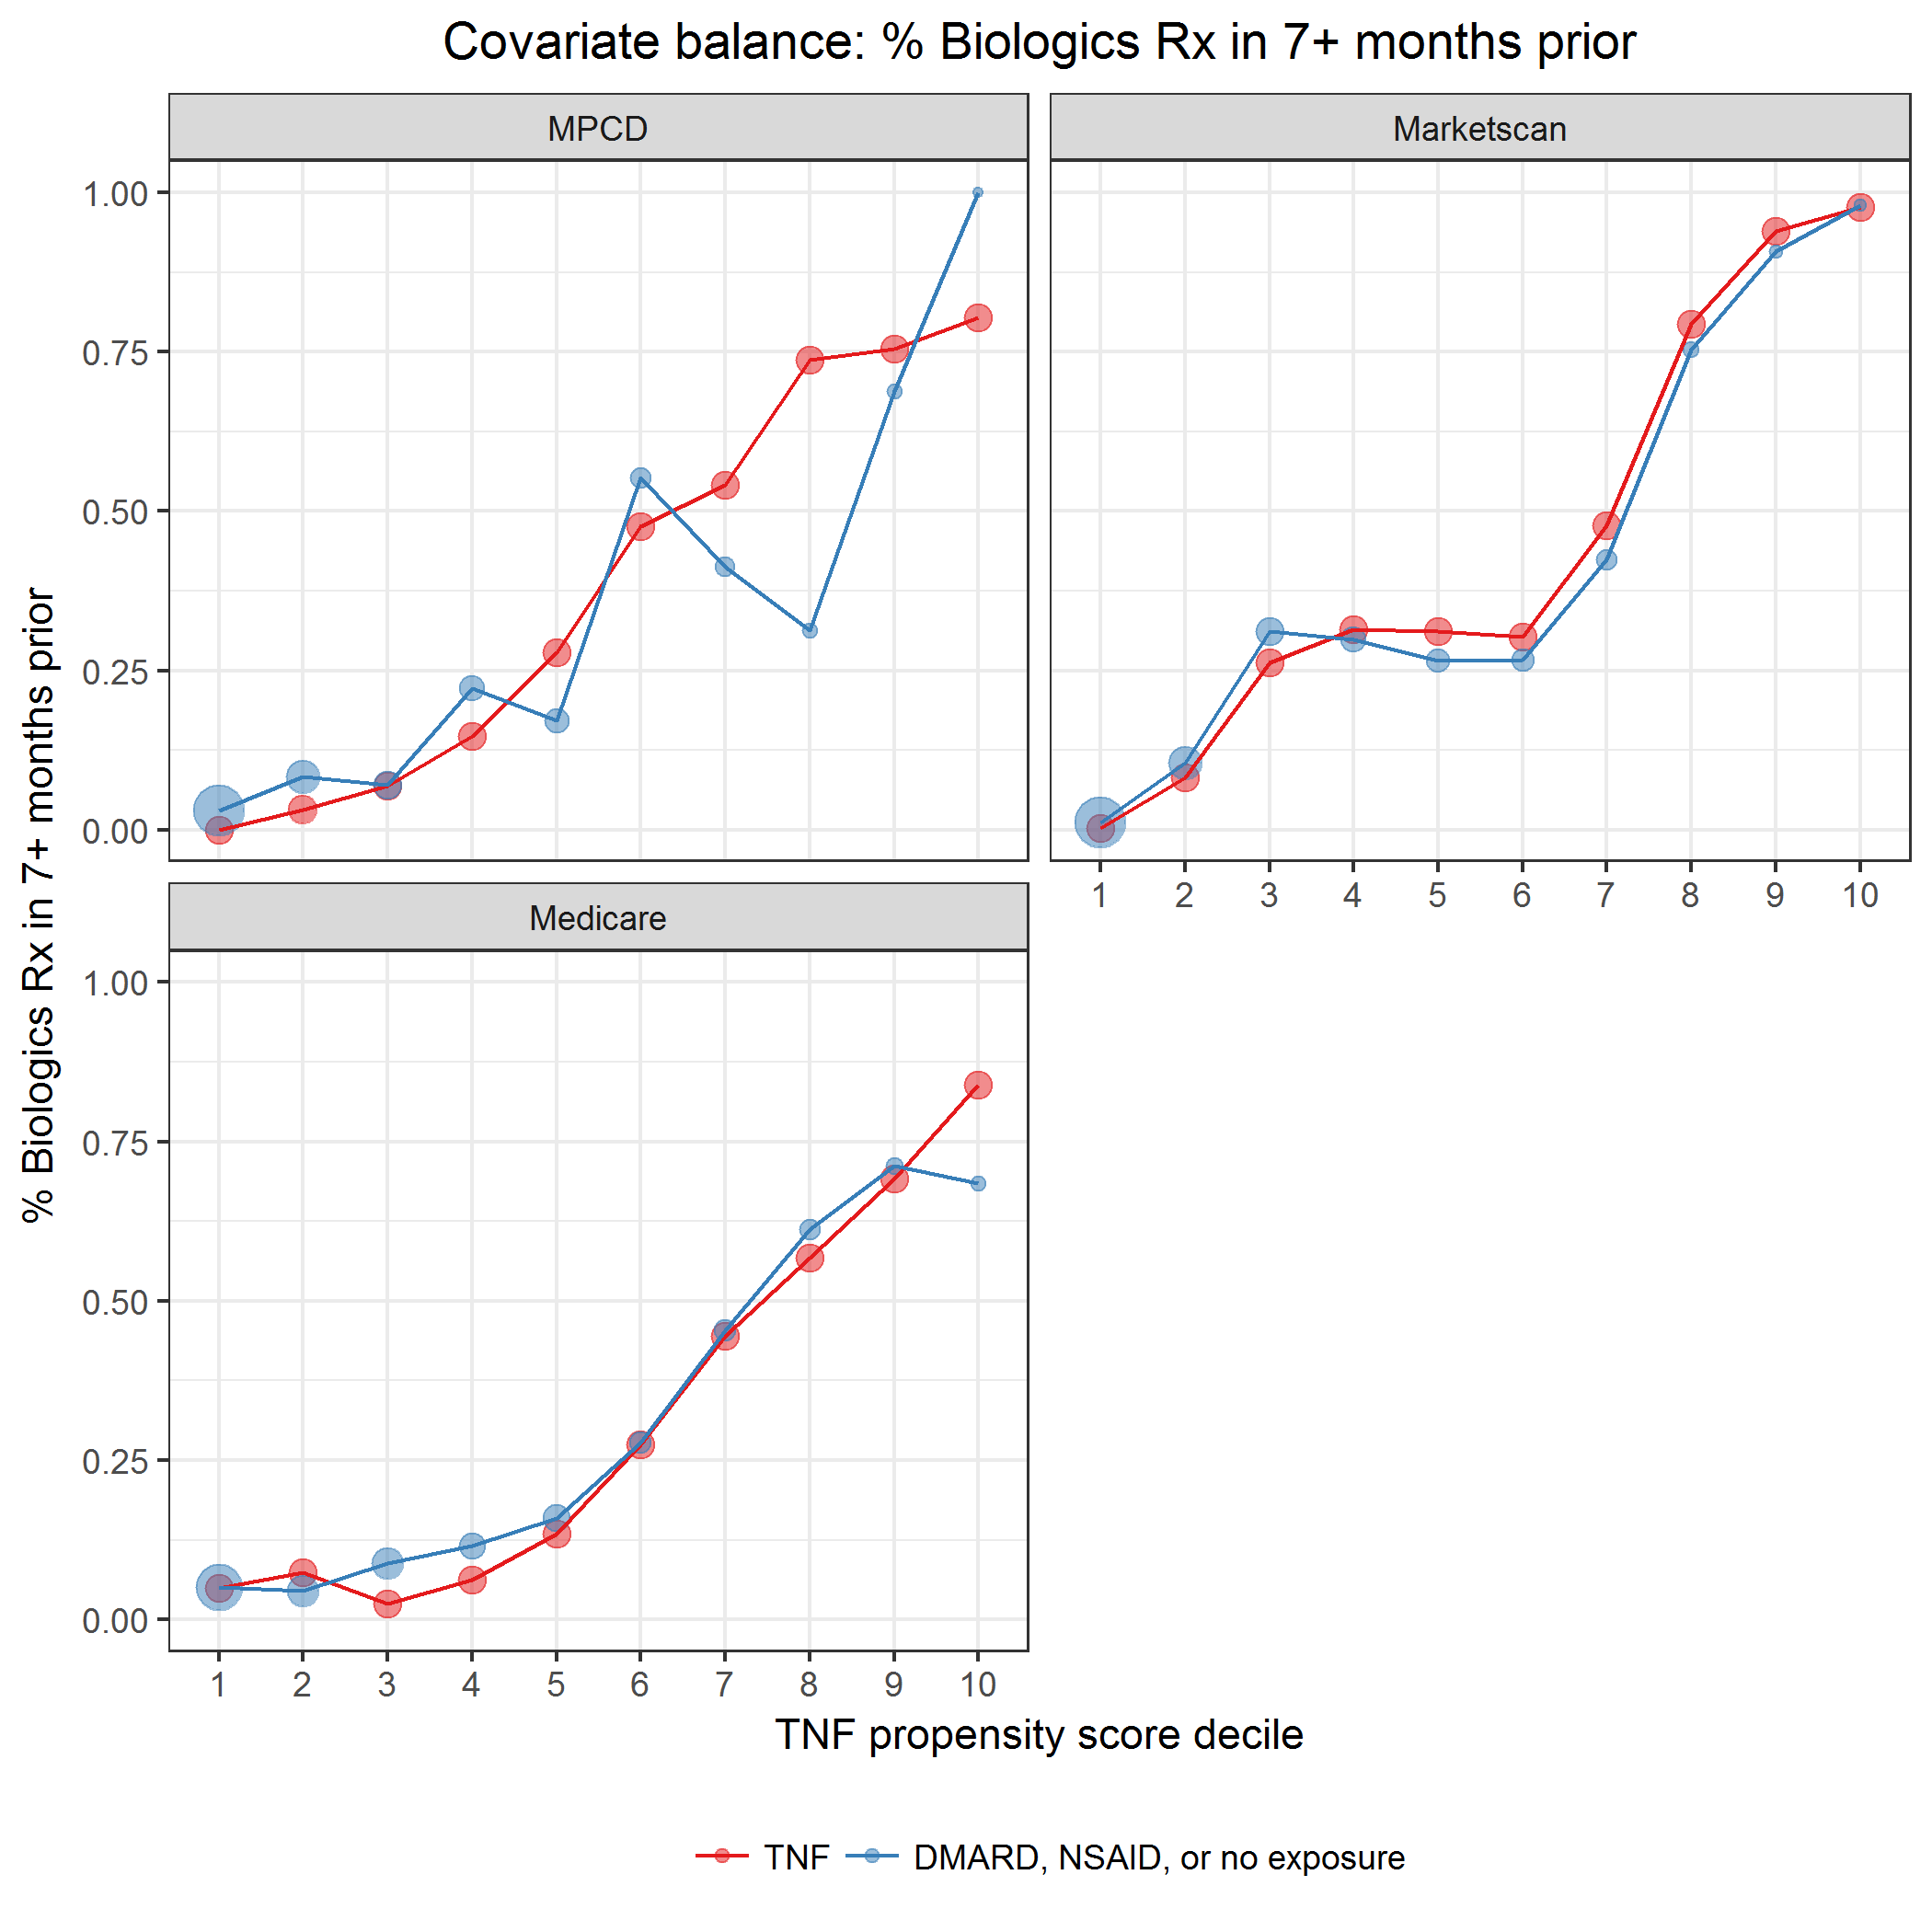 Covariate balance: % Biologics Rx in 7+ months prior
MPCD
Marketscan
% Biologics Rx in 7+ months prior
1.00
0.75
0.50
0.25
0.00
1 2 3 4 5 6 7 8 9 10
Medicare
1.00
0.75
0.50
0.25
0.00
1 2 3 4 5 6 7 8 9 10
TNF propensity score decile
TNF DMARD, NSAID, or no exposure